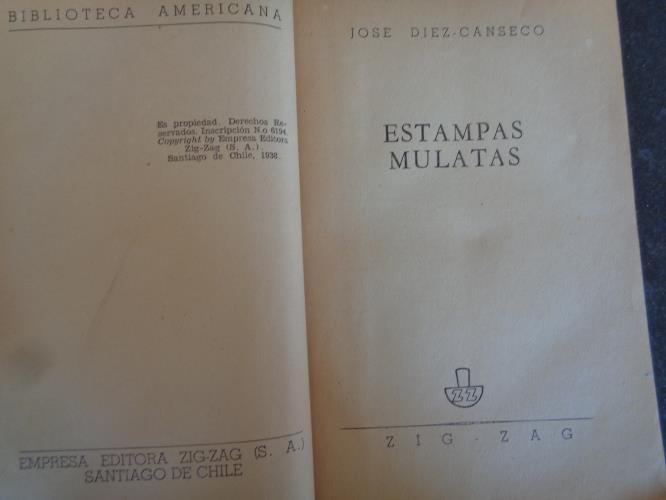 BIBLIOTECA AMERICANA
Es propiedad. Derechos Re-
servados. Inscripción N.o 6194.
Copyright by Empresa Editora
Zig-Zag (S. A.).
Santiago de Chile, 1938.
EMPRESA EDITORA ZIG-ZAG (S. A.)
SANTIAGO DE CHILE
JOSE DIEZ-CANSECO
ESTAMPAS
MULATAS
ZZ
ZIG-ZAG